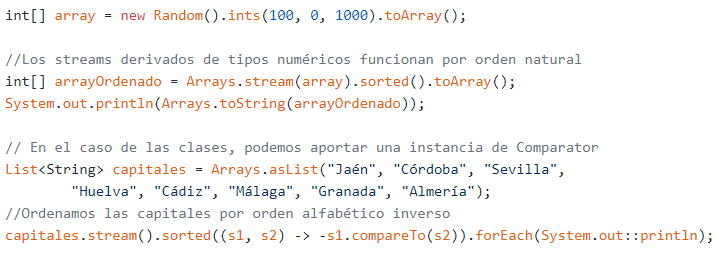 int[] array = new Random().ints(100, 0, 1000).toArray();
//Los streams derivados de tipos numéricos funcionan por orden natural
int[] arrayOrdenado = Arrays.stream(array).sorted().toArray();
System.out.println(Arrays.toString(arrayOrdenado));
// En el caso de las clases, podemos aportar una instancia de Comparator
List<String> capitales = Arrays.asList("Jaén", "Córdoba", "Sevilla",
"Huelva", "Cádiz", "Málaga", "Granada", "Almería");
//Ordenamos las capitales por orden alfabético inverso
capitales.stream().sorted((s1, s2) -> -s1.compareTo(s2)).forEach(System.out::println);